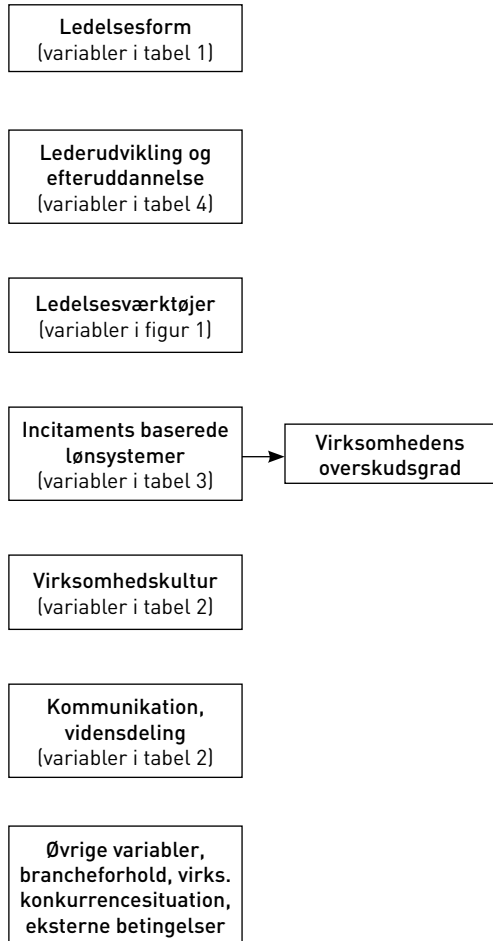 Ledelsesform
(variabler i tabel 1)
Lederudvikling og
efteruddannelse
(variabler i tabel 4)
Ledelsesværktøjer
(variabler i figur 1)
Incitaments baserede
lønsystemer
(variabler i tabel 3)
Virksomhedens
overskudsgrad
Virksomhedskultur
(variabler i tabel 2)
Kommunikation,
vidensdeling
(variabler i tabel 2)
Øvrige variabler,
brancheforhold, virks.
konkurrencesituation,
eksterne betingelser